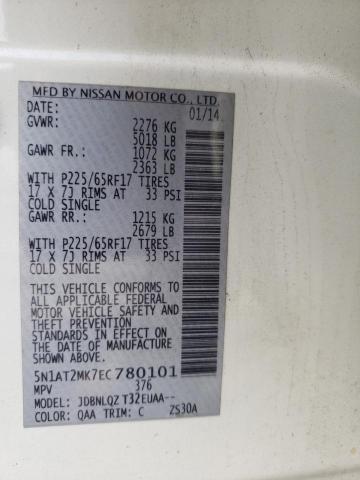 MFD BY NISSAN MOTOR CO., LTD.
DATE: 01/14
GVWR: 2276 KG
5018 LB
GAWR FR.: 1072 KG
2363 LB
WITH P225/65RF17 TIRES
17 X 7J RIMS AT 33 PSI
COLD SINGLE
GAWR RR.: 1215 KG
2679 LB
WITH P225/65RF17 TIRES
17 X 7J RIMS AT 33 PSI
COLD SINGLE
THIS VEHICLE CONFORMS TO
ALL APPLICABLE FEDERAL
MOTOR VEHICLE SAFETY AND
THEFT PREVENTION
STANDARDS IN EFFECT ON
THE DATE OF MANUFACTURE
SHOWN ABOVE.
5N1AT2MK7EC780101
MPV 376
MODEL: JDBNLQZ T32EUAA--
COLOR: QAA TRIM: C ZS30A